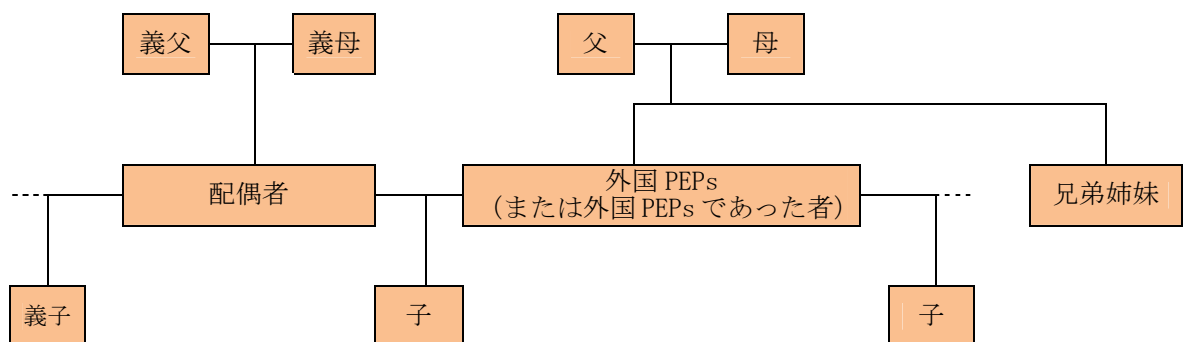 義父
義母
父
母
配偶者
外国 PEPs
（または外国 PEPs であった者）
兄弟姉妹
義子
子
子